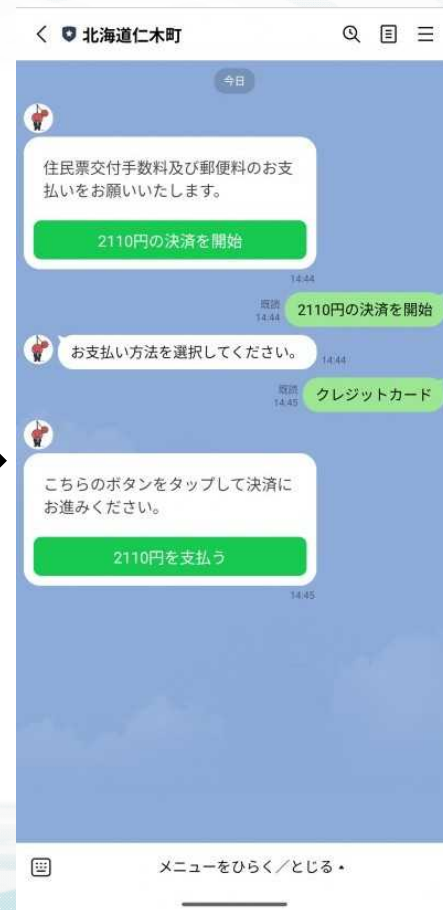 北海道仁木町
今日
住民票交付手数料及び郵便料のお支
払いをお願いいたします。
2110円の決済を開始
14:44
既読
14:44
2110円の決済を開始
お支払い方法を選択してください。
14:44
既読
14:45
クレジットカード
こちらのボタンをタップして決済に
お進みください。
2110円を支払う
14:45
メニューをひらく／とじる